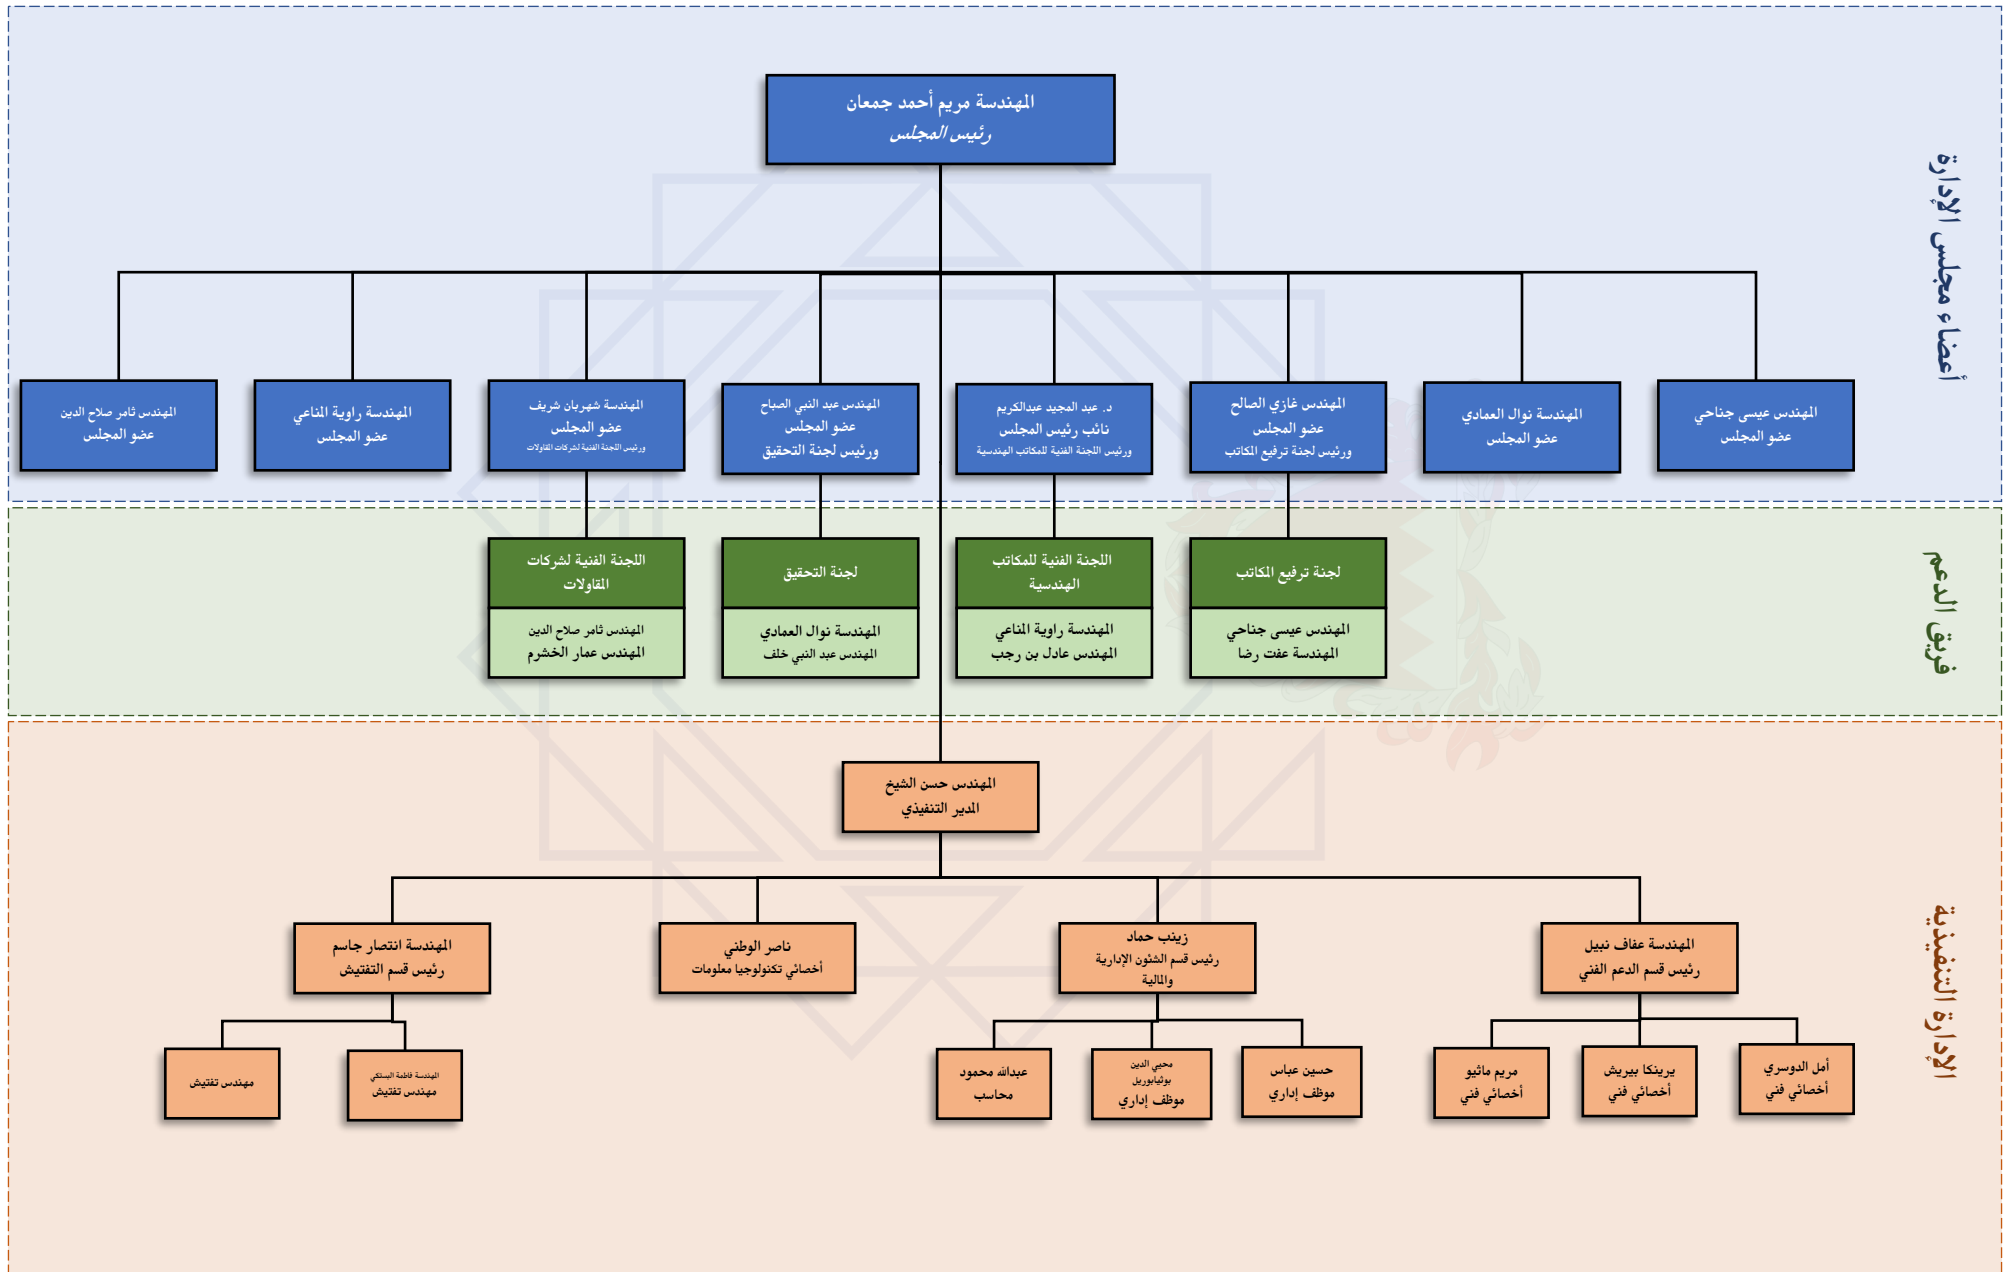 أعضاء مجلس الإدارة
المهندسة مريم أحمد جمعان
رئيس المجلس
المهندس عيسى جناحي
عضو المجلس
المهندسة نوال العمادي
عضو المجلس
المهندس غازي الصالح
عضو المجلس
ورئيس لجنة ترفيع المكاتب
د. عبد المجيد عبدالكريم
نائب رئيس المجلس
ورئيس اللجنة الفنية للمكاتب الهندسية
المهندس عبد النبي الصباح
عضو المجلس
ورئيس لجنة التحقيق
المهندسة شهربان شريف
عضو المجلس
ورئيس اللجنة الفنية لشركات المقاولات
المهندسة راوية المناعي
عضو المجلس
المهندس ثامر صلاح الدين
عضو المجلس
فريق الدعم
لجنة ترفيع المكاتب
المهندس عيسى جناحي
المهندسة عفت رضا
اللجنة الفنية للمكاتب
الهندسية
المهندسة راوية المناعي
المهندس عادل بن رجب
لجنة التحقيق
المهندسة نوال العمادي
المهندس عبد النبي خلف
اللجنة الفنية لشركات
المقاولات
المهندس ثامر صلاح الدين
المهندس عمار الخشرم
الإدارة التنفيذية
المهندس حسن الشيخ
المدير التنفيذي
المهندسة عفاف نبيل
رئيس قسم الدعم الفني
زينب حماد
رئيس قسم الشئون الإدارية
والمالية
ناصر الوطني
أخصائي تكنولوجيا معلومات
المهندسة انتصار جاسم
رئيس قسم التفتيش
أمل الدوسري
أخصائي فني
يرينكا بيريش
أخصائي فني
مريم ماثيو
أخصائي فني
حسين عباس
موظف إداري
محيي الدين
بوثيابوريل
موظف إداري
عبدالله محمود
محاسب
المهندسة فاطمة البستكي
مهندس تفتيش
مهندس تفتيش